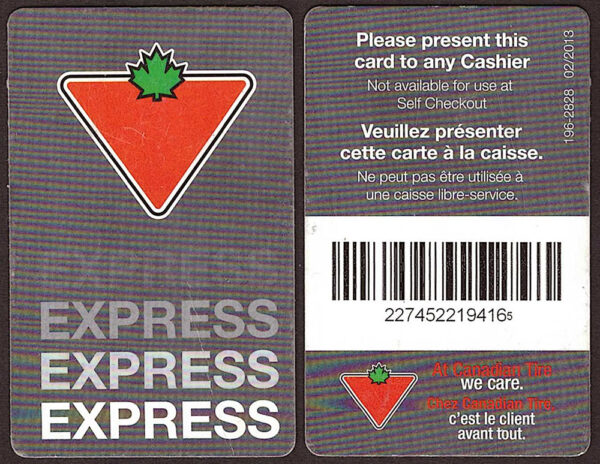 EXPRESS
EXPRESS
EXPRESS
EXPRESS
Please present this
card to any Cashier
Not available for use at
Self Checkout
Veuillez présenter
cette carte à la caisse.
Ne peut pas être utilisée à
une caisse libre-service.
196-2828 02/2013
2274522194165
At Canadian Tire
we care.
Chez Canadian Tire,
c'est le client
avant tout.